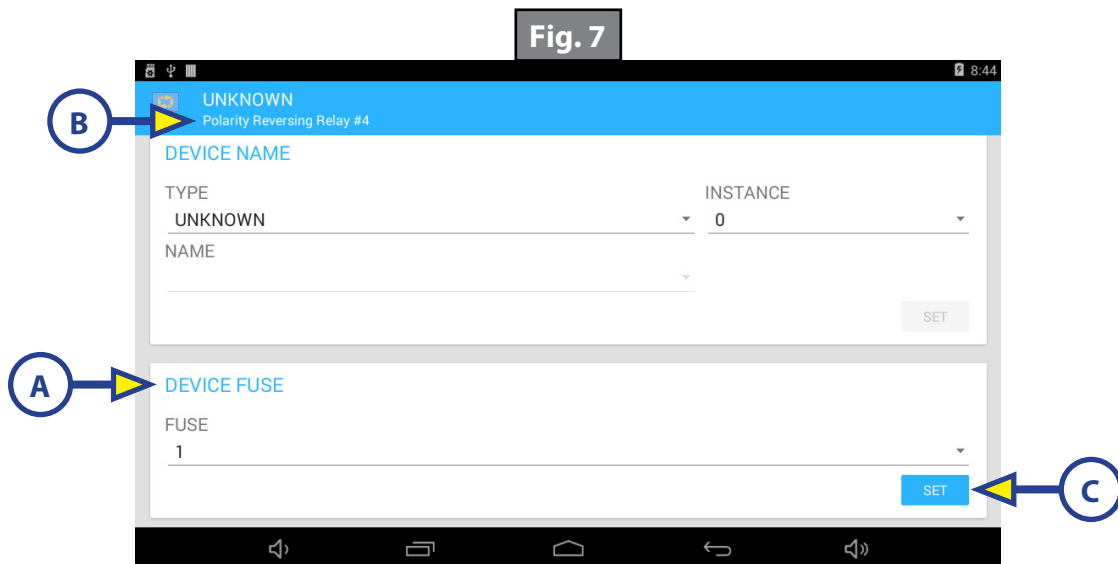 Fig. 7
8:44
UNKNOWN
B
Polarity Reversing Relay #4
DEVICE NAME
TYPE
INSTANCE
UNKNOWN
0
NAME
SET
A
DEVICE FUSE
FUSE
1
SET
C